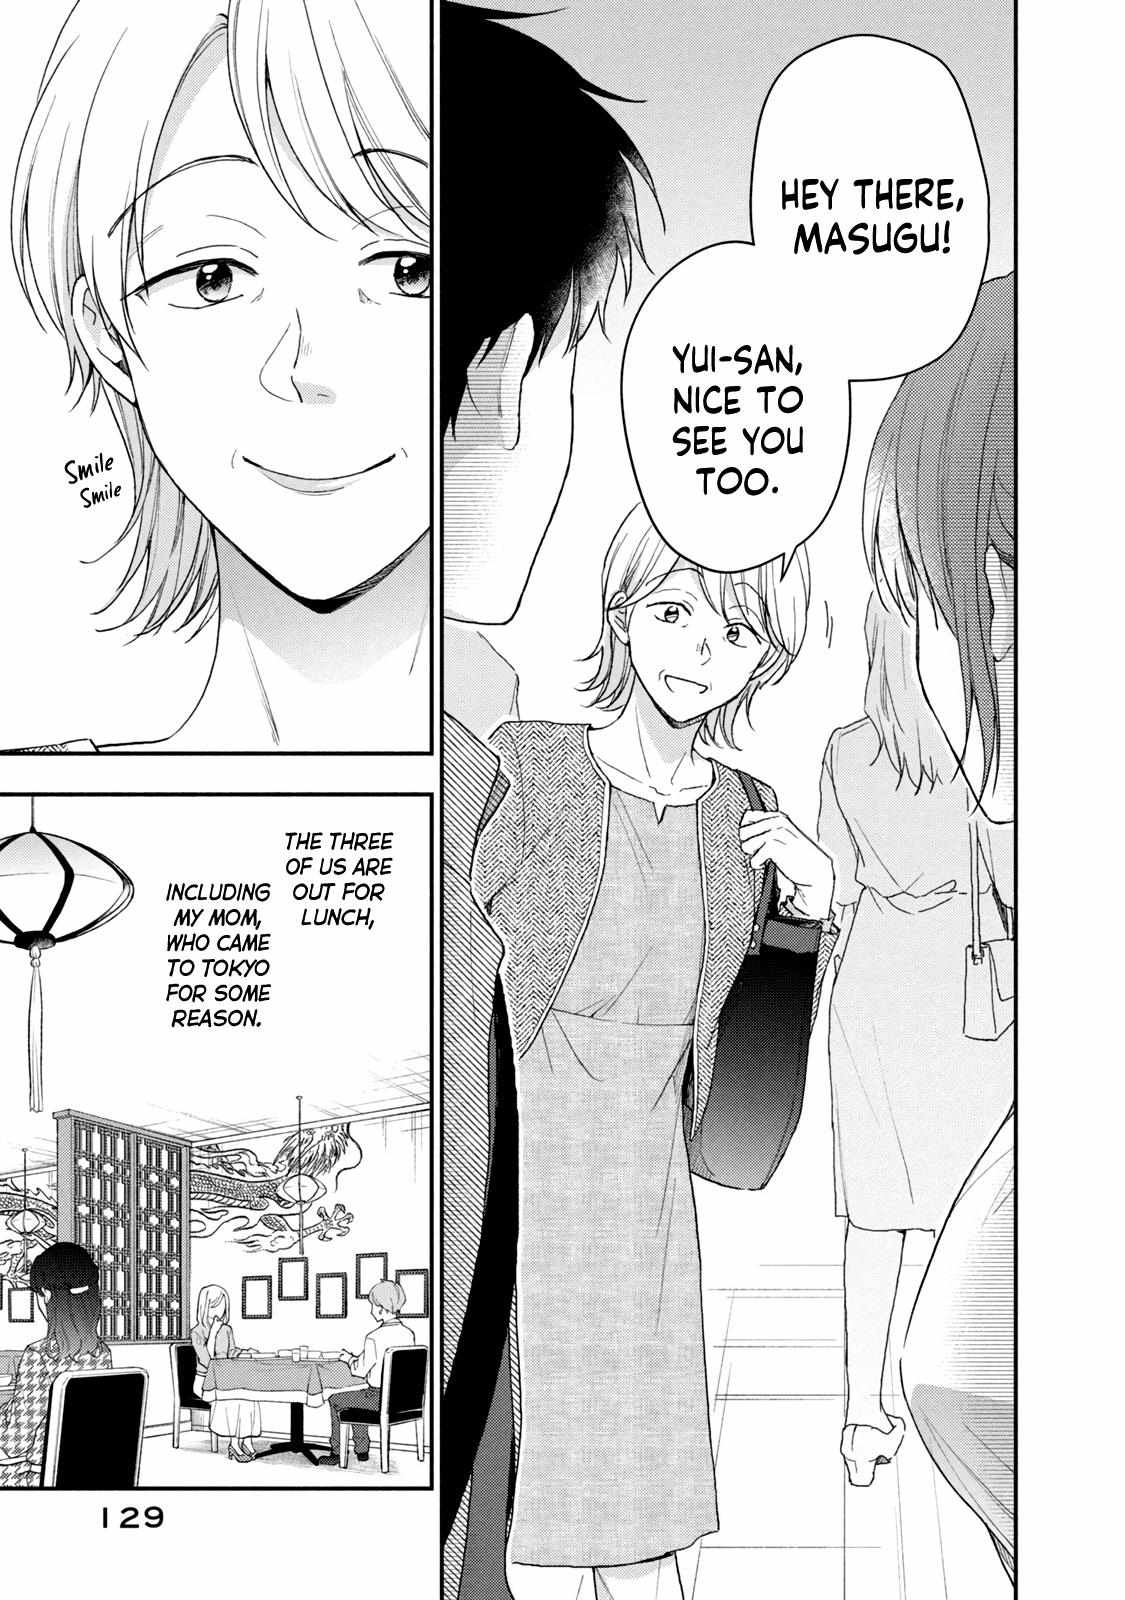 HEY THERE,
MASUGU!
YUI-SAN,
NICE TO
SEE YOU
TOO.
Smile
Smile
THE THREE
OF US ARE
OUT FOR
LUNCH,
INCLUDING
MY MOM,
WHO CAME
TO TOKYO
FOR SOME
REASON.
129